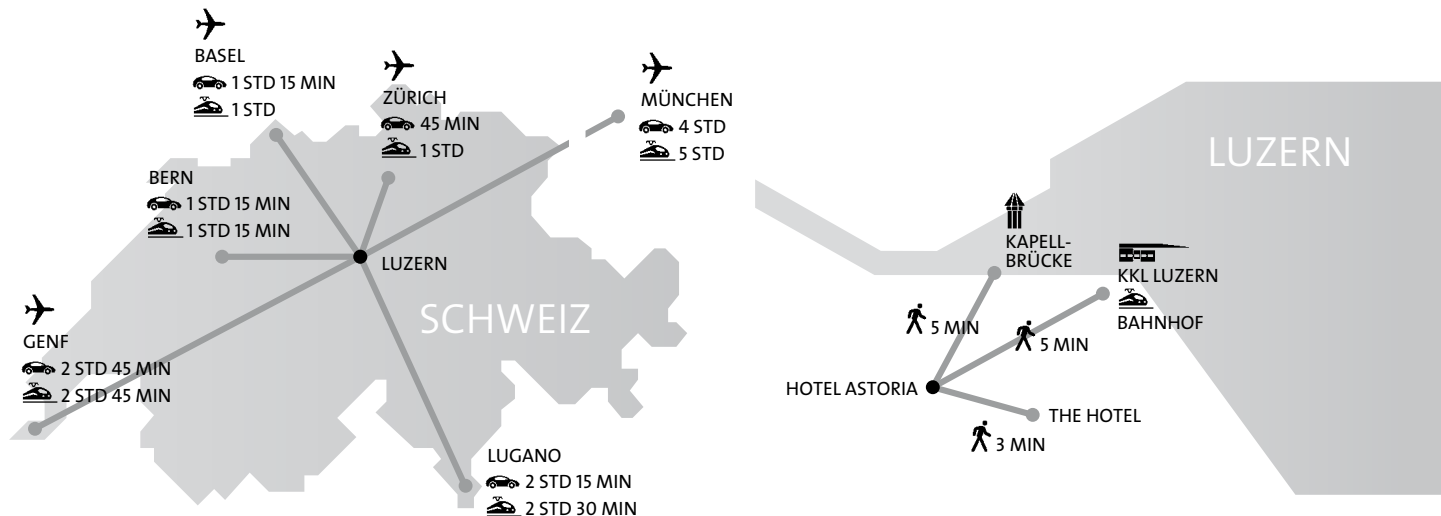 BASEL
1 STD 15 MIN
1 STD
ZÜRICH
45 MIN
1 STD
MÜNCHEN
4 STD
5 STD
BERN
1 STD 15 MIN
1 STD 15 MIN
LUZERN
SCHWEIZ
GENF
2 STD 45 MIN
2 STD 45 MIN
LUGANO
2 STD 15 MIN
2 STD 30 MIN
LUZERN
KAPELL-
BRÜCKE
KKL LUZERN
BAHNHOF
5 MIN
5 MIN
HOTEL ASTORIA
THE HOTEL
3 MIN